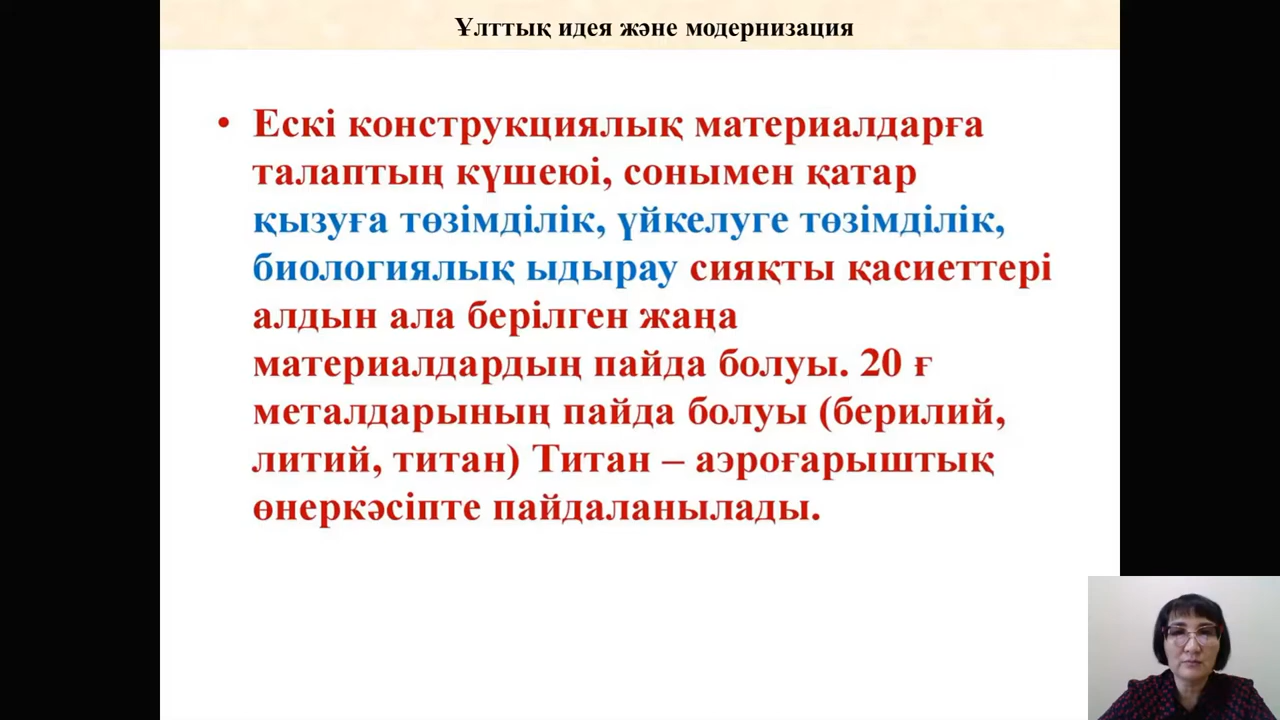 Ұлттық идея және модернизация
• Ескі конструкциялық материалдарға
талаптың күшеюі, сонымен қатар
қызуға төзімділік, үйкелуге төзімділік,
биологиялық ыдырау сияқты қасиеттері
алдын ала берілген жаңа
материалдардың пайда болуы. 20 ғ
металдарының пайда болуы (берилий,
литий, титан) Титан – аэроғарыштық
өнеркәсіпте пайдаланылады.